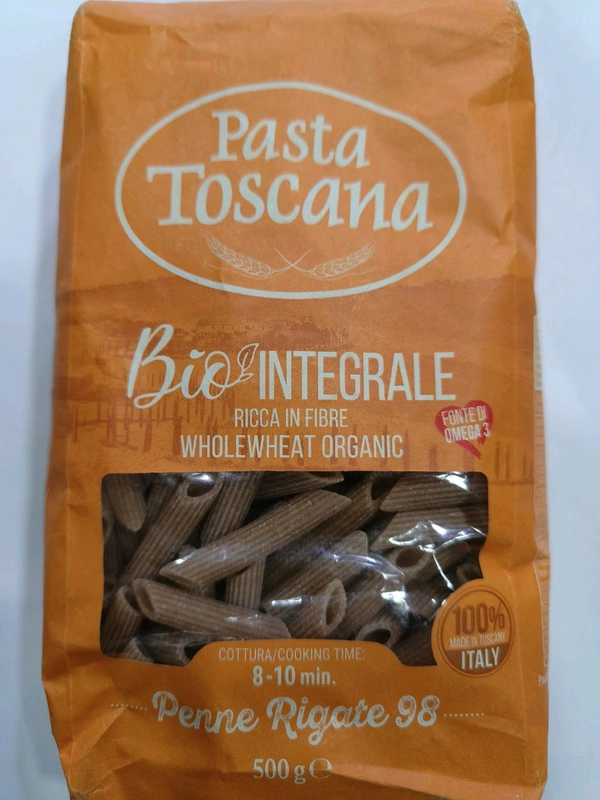 Pasta
Toscana
Bio INTEGRALE
RICCA IN FIBRE
WHOLEWHEAT ORGANIC
FONTE DI
OMEGA 3
100%
MADE IN TUSCANY
ITALY
COTTURA/COOKING TIME:
8-10 min.
Penne Rigate 98
500 g ℮